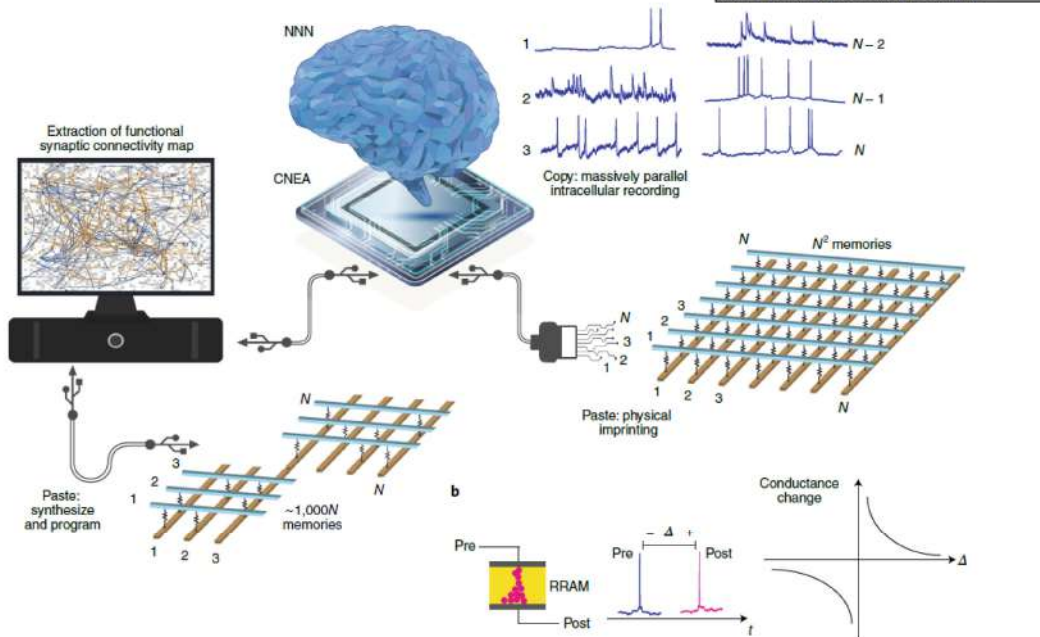 NNN
1
N – 2
2
N – 1
3
N
Extraction of functional
synaptic connectivity map
CNEA
Copy: massively parallel
intracellular recording
N
N² memories
3
2
1
N
3
2
1
1
2
3
N
Paste: physical
imprinting
N
3
2
1
N
Paste:
synthesize
and program
~1,000N
memories
1
2
3
b
Conductance
change
Pre
RRAM
Post
– Δ +
Pre
Post
t
Δ